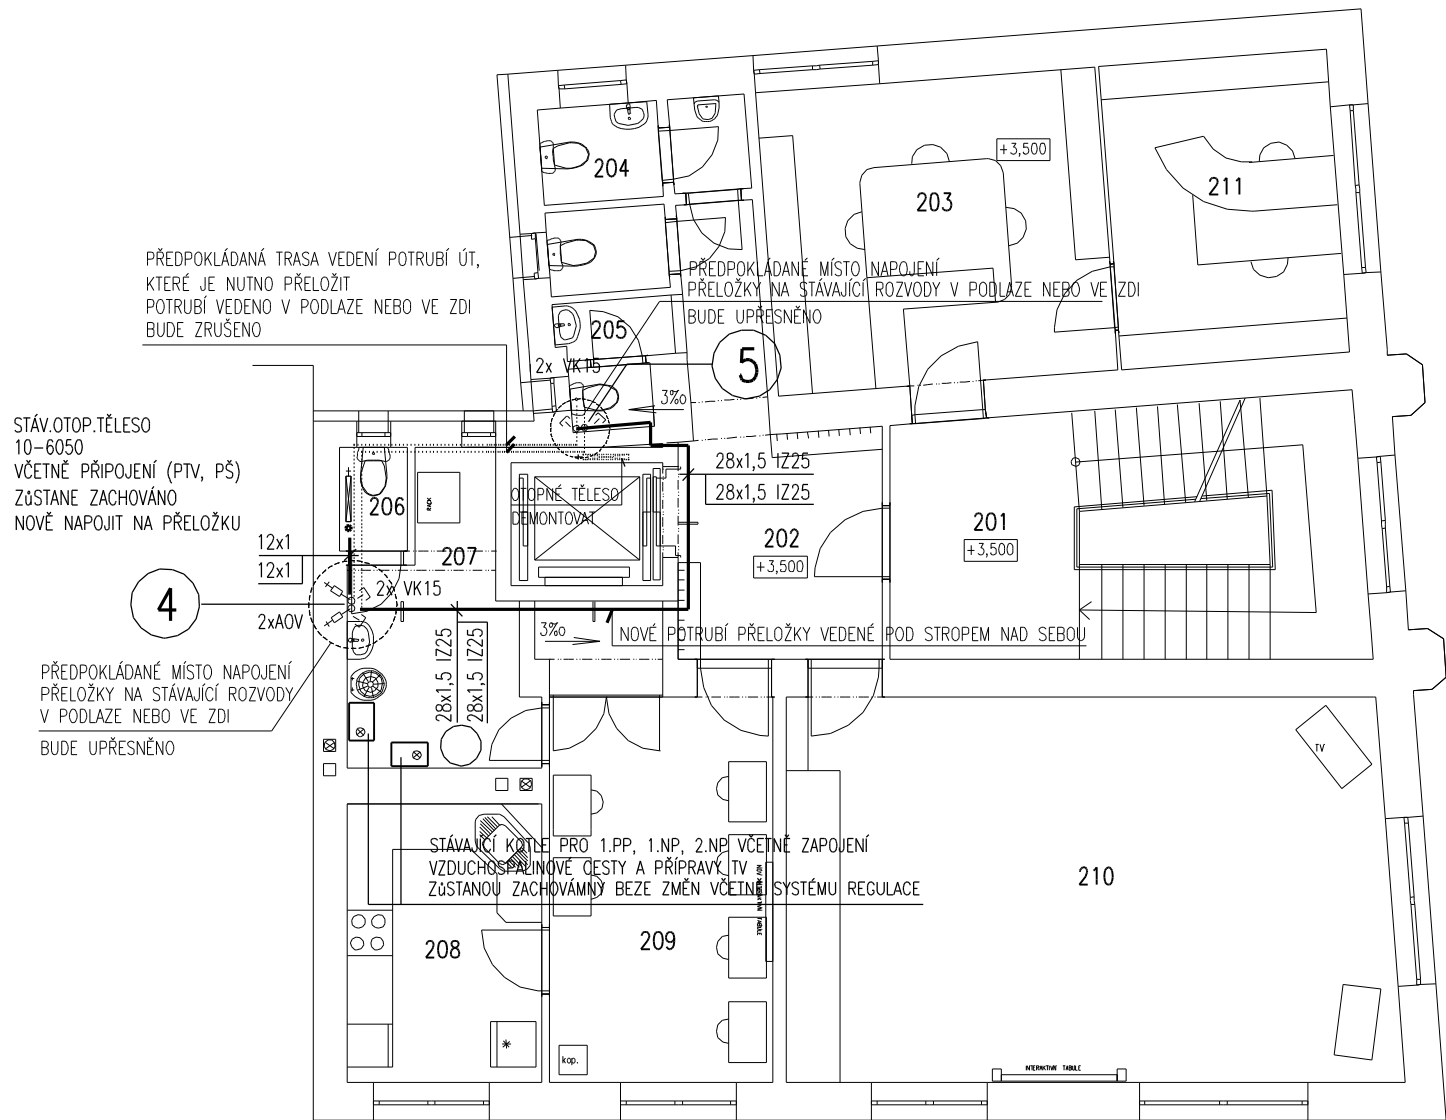 +3,500
204
203
211
PŘEDPOKLÁDANÁ TRASA VEDENÍ POTRUBÍ ÚT,
KTERÉ JE NUTNO PŘELOŽIT
POTRUBÍ VEDENO V PODLAZE NEBO VE ZDI
BUDE ZRUŠENO
PŘEDPOKLÁDANÉ MÍSTO NAPOJENÍ
PŘELOŽKY NA STÁVAJÍCÍ ROZVODY V PODLAZE NEBO VE ZDI
BUDE UPŘESNĚNO
205
2x VK15
5
3‰
STÁV.OTOP.TĚLESO
10-6050
VČETNĚ PŘIPOJENÍ (PTV, PŠ)
ZůSTANE ZACHOVÁNO
NOVĚ NAPOJIT NA PŘELOŽKU
28x1,5 IZ25
28x1,5 IZ25
OTOPNÉ TĚLESO
DEMONTOVAT
RACK
206
207
202
+3,500
201
+3,500
12x1
12x1
4
2x VK15
2xAOV
3‰
NOVÉ POTRUBÍ PŘELOŽKY VEDENÉ POD STROPEM NAD SEBOU
28x1,5 IZ25
28x1,5 IZ25
PŘEDPOKLÁDANÉ MÍSTO NAPOJENÍ
PŘELOŽKY NA STÁVAJÍCÍ ROZVODY
V PODLAZE NEBO VE ZDI
BUDE UPŘESNĚNO
TV
STÁVAJÍCÍ KOTLE PRO 1.PP, 1.NP, 2.NP VČETNĚ ZAPOJENÍ
VZDUCHOSPALINOVÉ CESTY A PŘÍPRAVY TV
ZůSTANOU ZACHOVÁMNY BEZE ZMĚN VČETNĚ SYSTÉMU REGULACE
TABULE
210
208
209
kop.
INTERAKTIVNI TABULE